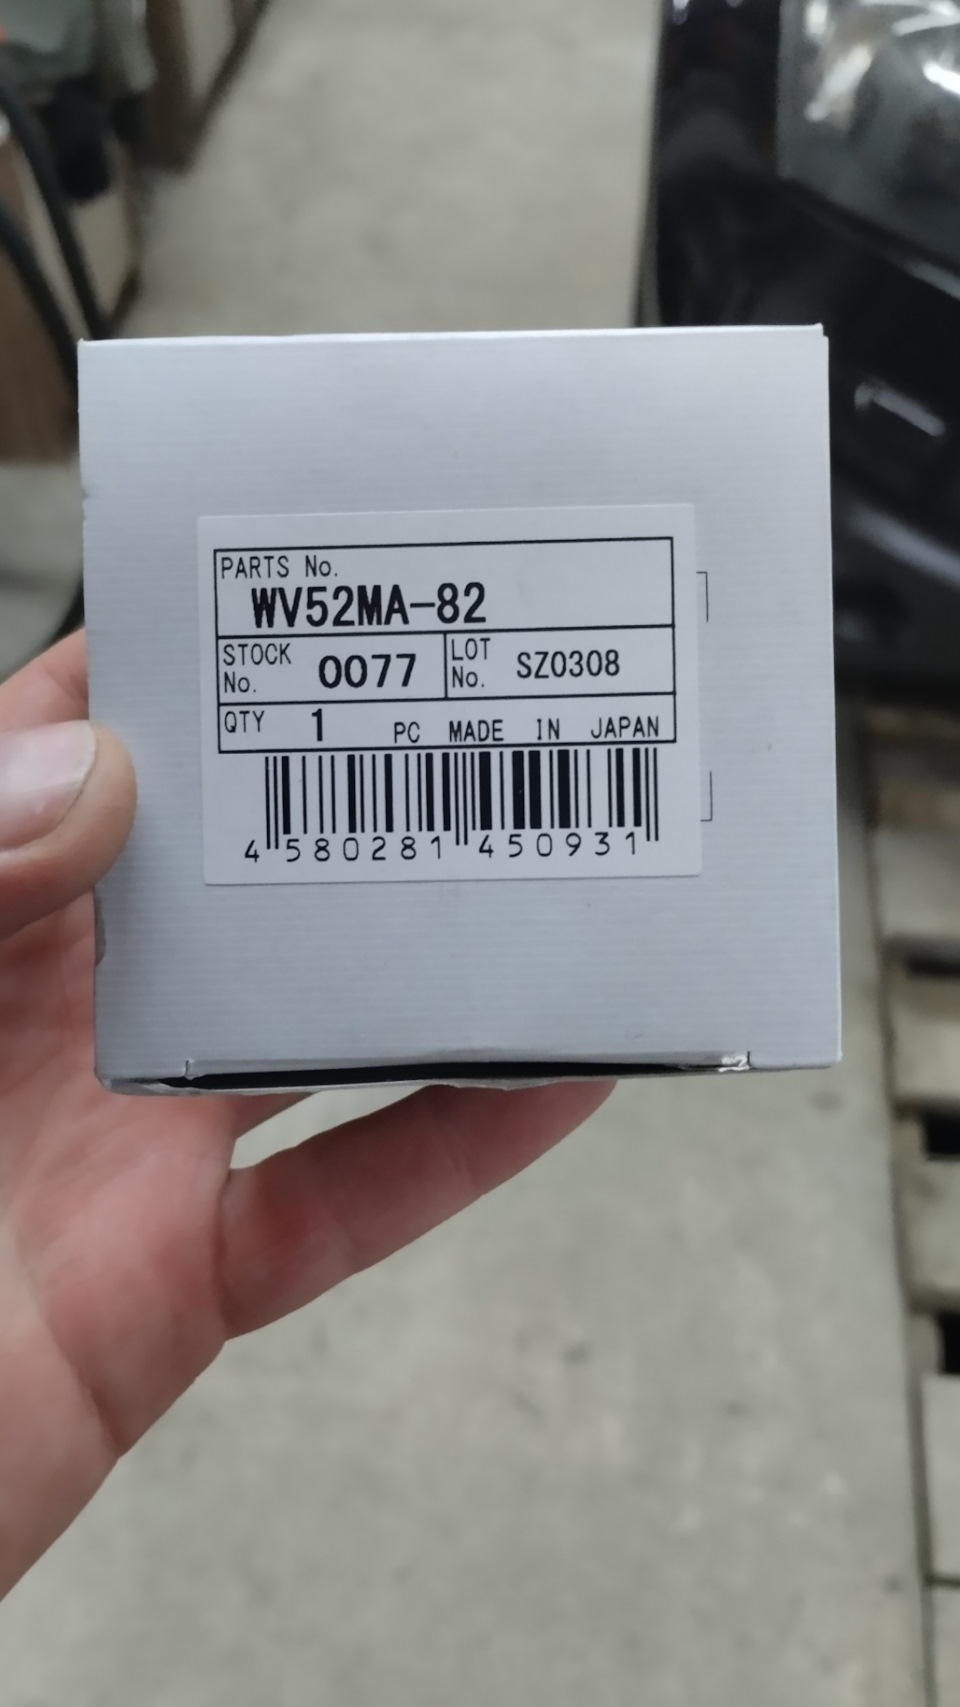 PARTS No.
WV52MA-82
STOCK No. 0077
LOT No. SZ0308
QTY 1 PC MADE IN JAPAN
4 580281 450931